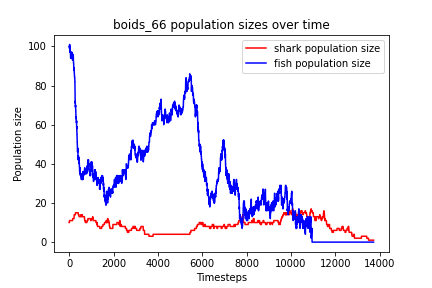 boids_66 population sizes over time
shark population size
fish population size
Population size
100
80
60
40
20
0
0 2000 4000 6000 8000 10000 12000 14000
Timesteps